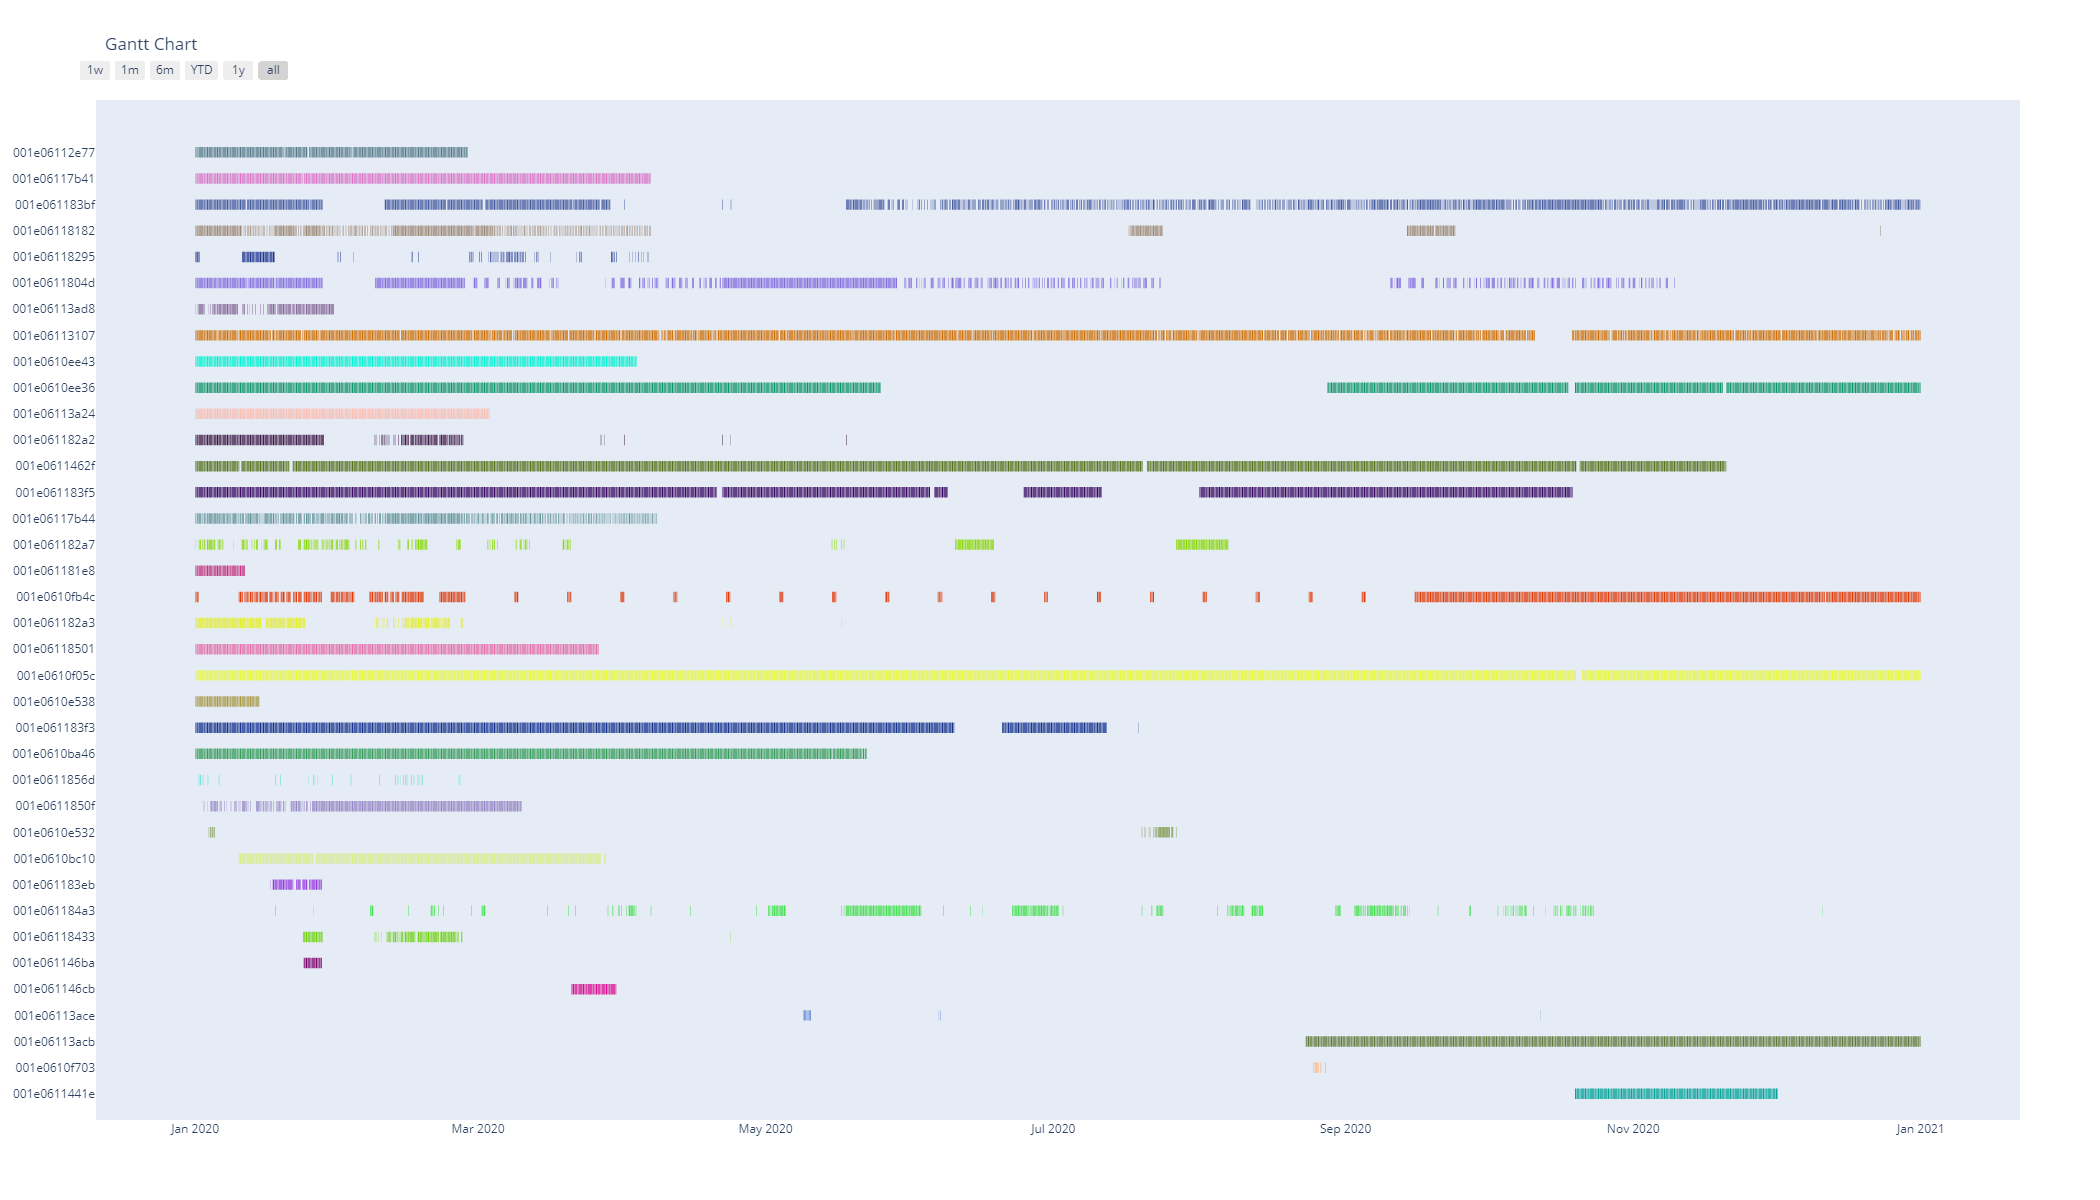 Gantt Chart
1w 1m 6m YTD 1y all
001e06112e77
001e06117b41
001e061183bf
001e06118182
001e06118295
001e0611804d
001e06113ad8
001e06113107
001e0610ee43
001e0610ee36
001e06113a24
001e061182a2
001e0611462f
001e061183f5
001e06117b44
001e061182a7
001e061181e8
001e0610fb4c
001e061182a3
001e06118501
001e0610f05c
001e0610e538
001e061183f3
001e0610ba46
001e0611856d
001e0611850f
001e0610e532
001e0610bc10
001e061183eb
001e061184a3
001e06118433
001e061146ba
001e061146cb
001e06113ace
001e06113acb
001e0610f703
001e0611441e
Jan 2020 Mar 2020 May 2020 Jul 2020 Sep 2020 Nov 2020 Jan 2021